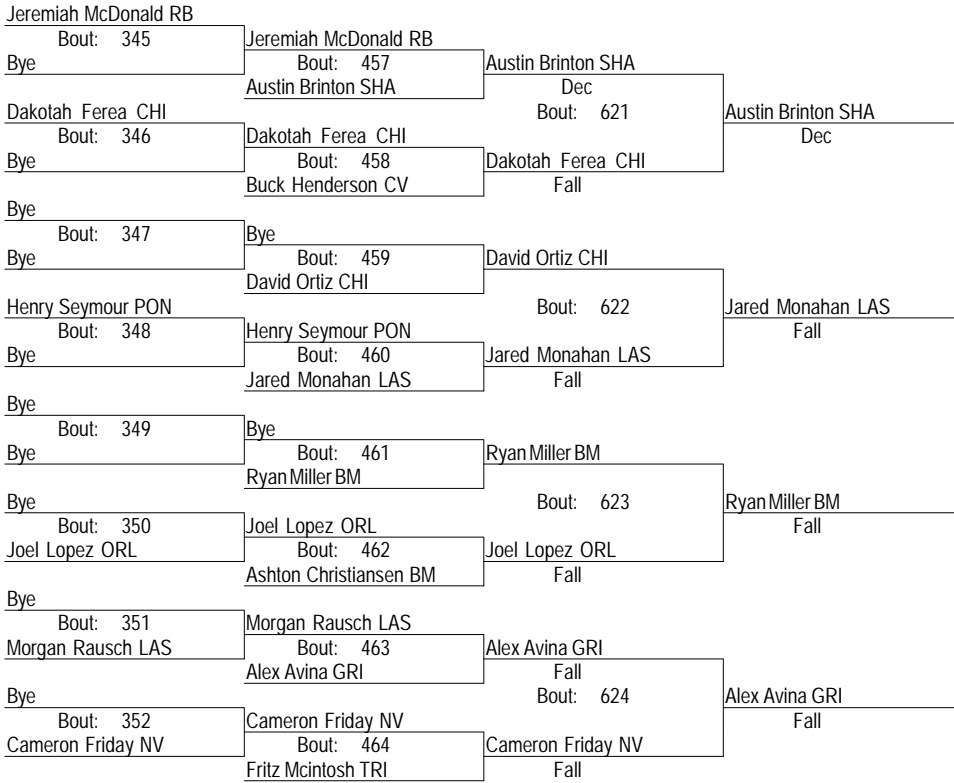 Jeremiah McDonald RB
Bout: 345
Jeremiah McDonald RB
Bye
Bout: 457
Austin Brinton SHA
Austin Brinton SHA
Dec
Dakotah Ferea CHI
Bout: 621
Austin Brinton SHA
Bout: 346
Dakotah Ferea CHI
Dec
Bye
Bout: 458
Dakotah Ferea CHI
Buck Henderson CV
Fall
Bye
Bout: 347
Bye
Bye
Bout: 459
David Ortiz CHI
David Ortiz CHI
Henry Seymour PON
Bout: 622
Jared Monahan LAS
Bout: 348
Henry Seymour PON
Fall
Bye
Bout: 460
Jared Monahan LAS
Jared Monahan LAS
Fall
Bye
Bout: 349
Bye
Bye
Bout: 461
Ryan Miller BM
Ryan Miller BM
Bye
Bout: 623
Ryan Miller BM
Bout: 350
Joel Lopez ORL
Fall
Joel Lopez ORL
Bout: 462
Joel Lopez ORL
Ashton Christiansen BM
Fall
Bye
Bout: 351
Morgan Rausch LAS
Morgan Rausch LAS
Bout: 463
Alex Avina GRI
Alex Avina GRI
Fall
Bye
Bout: 624
Alex Avina GRI
Bout: 352
Cameron Friday NV
Fall
Cameron Friday NV
Bout: 464
Cameron Friday NV
Fritz Mcintosh TRI
Fall